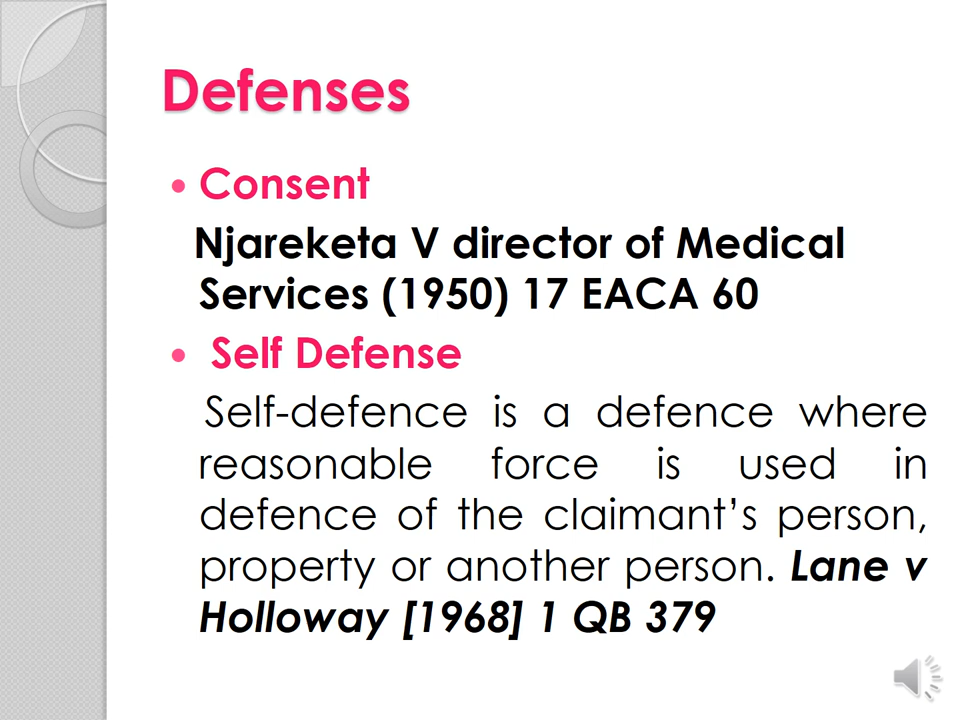 Defenses
Consent
Njareketa V director of Medical
Services (1950) 17 EACA 60
Self Defense
Self-defence is a defence where
reasonable force is used in
defence of the claimant’s person,
property or another person. Lane v
Holloway [1968] 1 QB 379